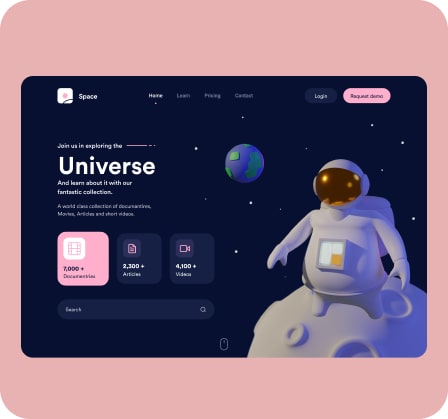 Space
Home Learn Pricing Contact
Login
Request demo
Join us in exploring the
Universe
And learn about it with our
fantastic collection.
A world class collection of documentries,
Movies, Articles and short videos.
7,000 +
Documentries
2,300 +
Articles
4,100 +
Videos
Search